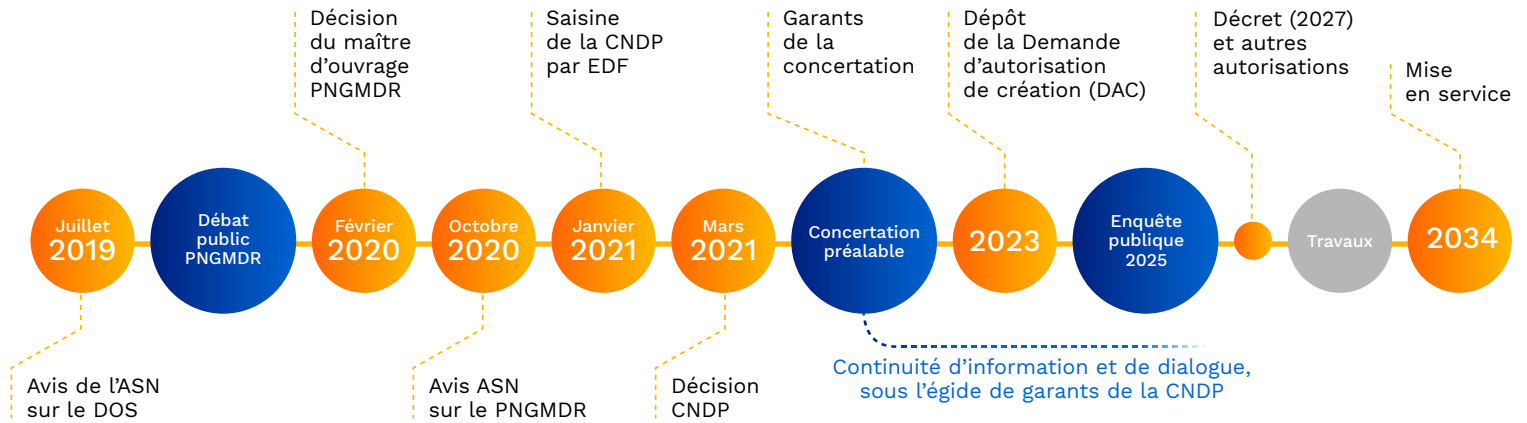 Décision
du maître
d’ouvrage
PNGMDR
Saisine
de la CNDP
par EDF
Garants
de la
concertation
Dépôt
de la Demande
d’autorisation
de création (DAC)
Décret (2027)
et autres
autorisations
Mise
en service
Juillet
2019
Débat
public
PNGMDR
Février
2020
Octobre
2020
Janvier
2021
Mars
2021
Concertation
préalable
2023
Enquête
publique
2025
Travaux
2034
Avis de l’ASN
sur le DOS
Avis ASN
sur le PNGMDR
Décision
CNDP
Continuité d’information et de dialogue,
sous l’égide de garants de la CNDP